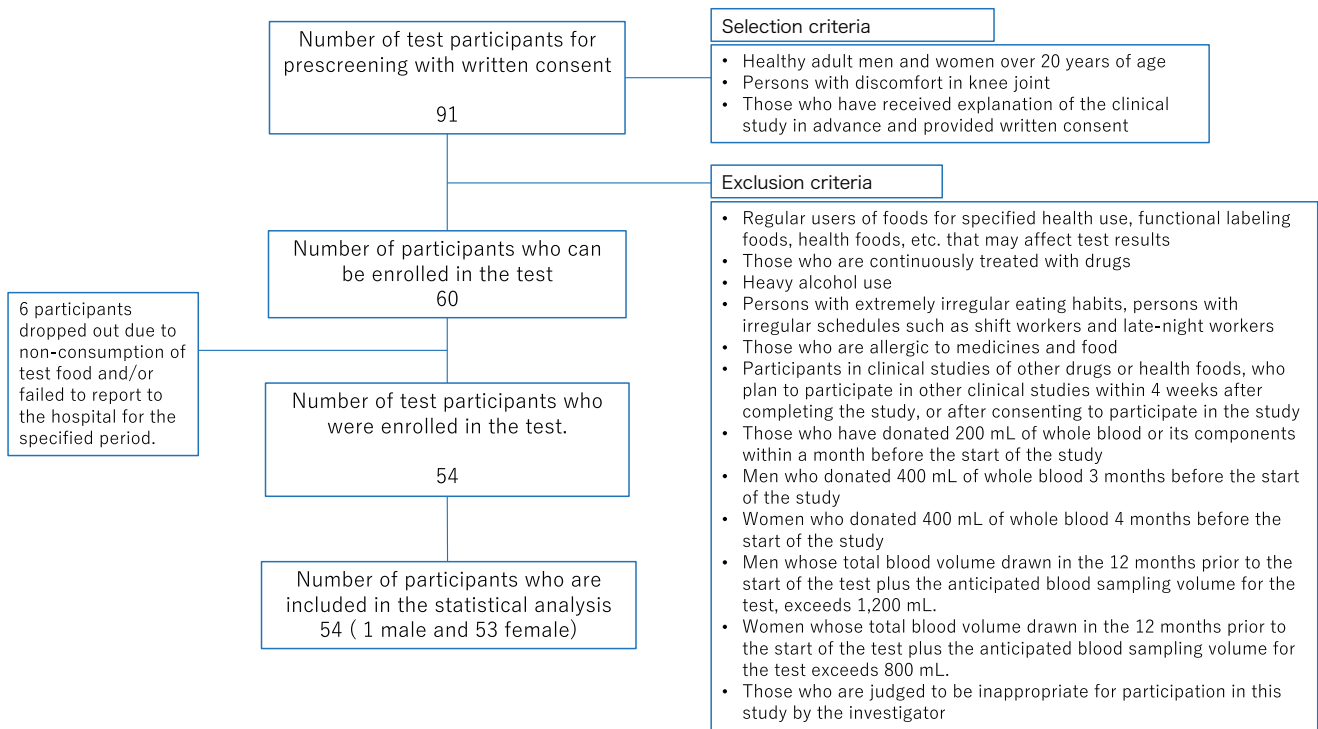 Number of test participants for
prescreening with written consent
91
Selection criteria
• Healthy adult men and women over 20 years of age
• Persons with discomfort in knee joint
• Those who have received explanation of the clinical
study in advance and provided written consent
Exclusion criteria
• Regular users of foods for specified health use, functional labeling
foods, health foods, etc. that may affect test results
• Those who are continuously treated with drugs
• Heavy alcohol use
• Persons with extremely irregular eating habits, persons with
irregular schedules such as shift workers and late-night workers
• Those who are allergic to medicines and food
• Participants in clinical studies of other drugs or health foods, who
plan to participate in other clinical studies within 4 weeks after
completing the study, or after consenting to participate in the study
• Those who have donated 200 mL of whole blood or its components
within a month before the start of the study
• Men who donated 400 mL of whole blood 3 months before the start
of the study
• Women who donated 400 mL of whole blood 4 months before the
start of the study
• Men whose total blood volume drawn in the 12 months prior to the
start of the test plus the anticipated blood sampling volume for the
test, exceeds 1,200 mL.
• Women whose total blood volume drawn in the 12 months prior to
the start of the test plus the anticipated blood sampling volume for
the test exceeds 800 mL.
• Those who are judged to be inappropriate for participation in this
study by the investigator
Number of participants who can
be enrolled in the test
60
6 participants
dropped out due to
non-consumption of
test food and/or
failed to report to
the hospital for the
specified period.
Number of test participants who
were enrolled in the test.
54
Number of participants who are
included in the statistical analysis
54 ( 1 male and 53 female)